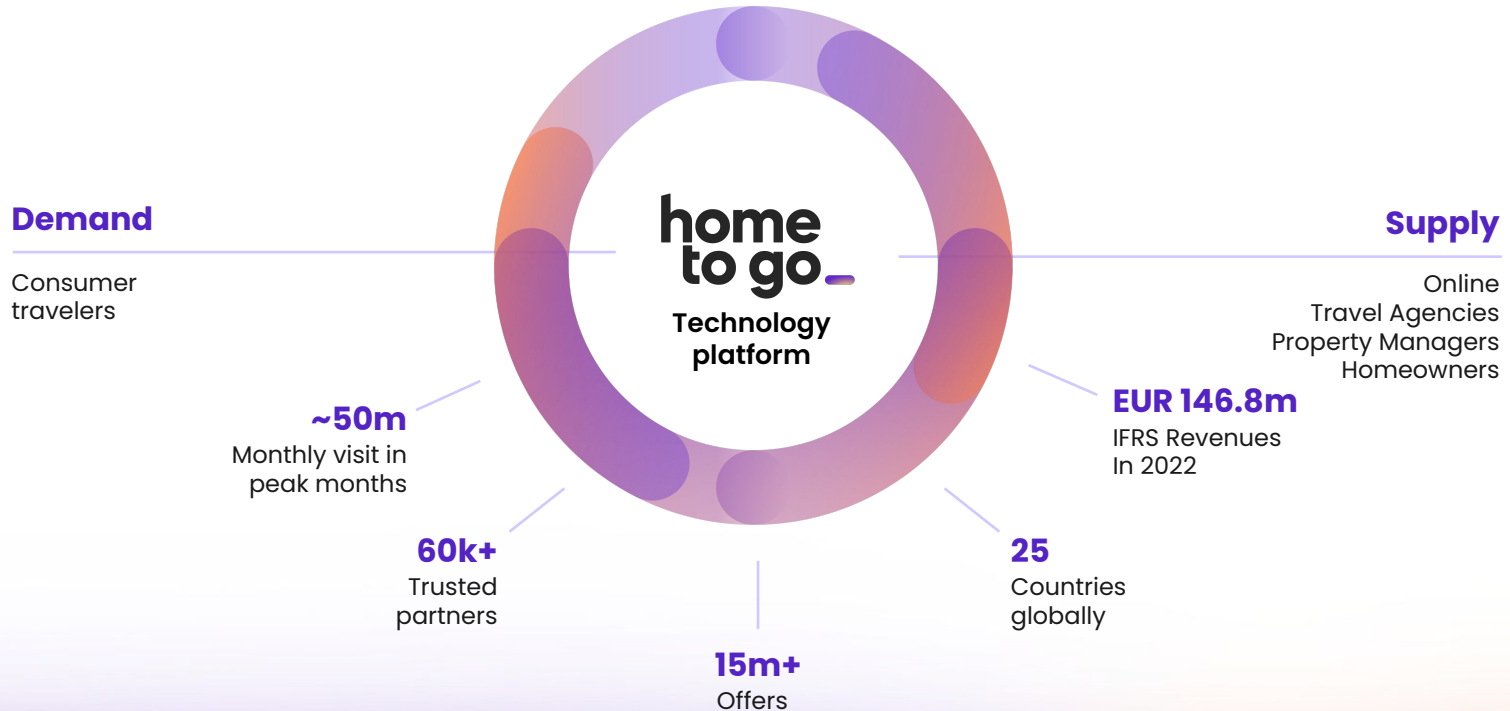 home
to go_
Technology
platform
Demand
Consumer
travelers
Supply
Online
Travel Agencies
Property Managers
Homeowners
~50m
Monthly visit in
peak months
60k+
Trusted
partners
15m+
Offers
25
Countries
globally
EUR 146.8m
IFRS Revenues
In 2022